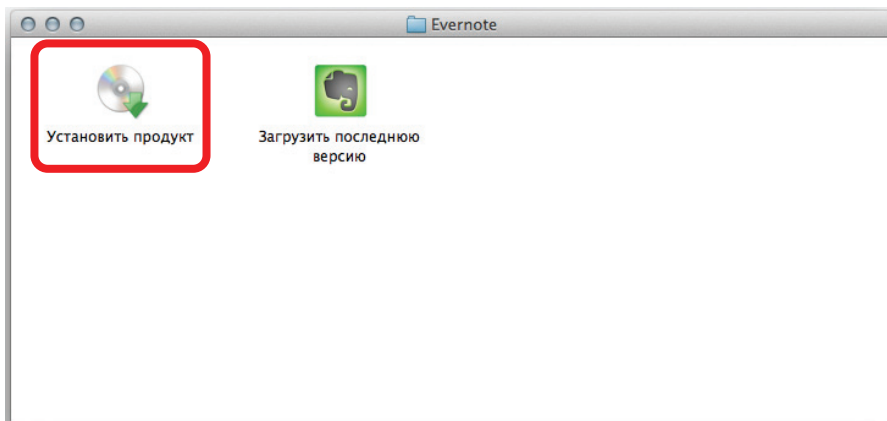 Evernote
Установить продукт
Загрузить последнюю
версию